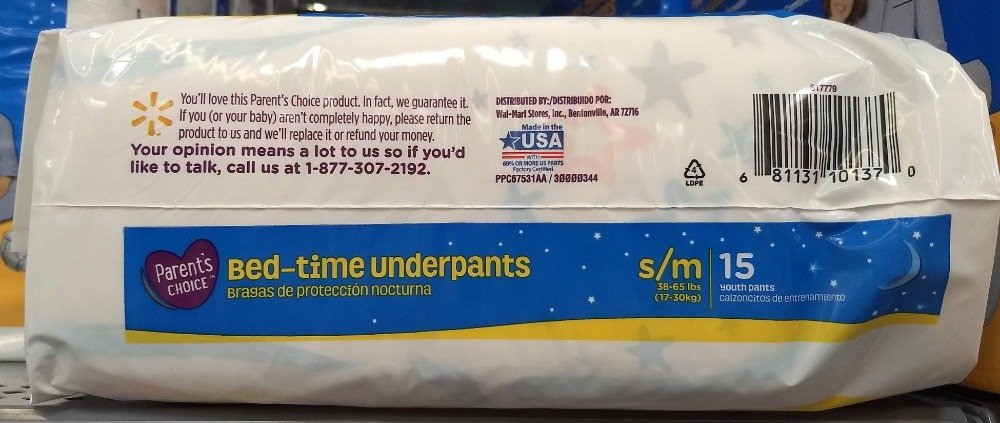 You'll love this Parent's Choice product. In fact, we guarantee it.
If you (or your baby) aren't completely happy, please return the
product to us and we'll replace it or refund your money.
Your opinion means a lot to us so if you'd
like to talk, call us at 1-877-307-2192.
DISTRIBUTED BY:/DISTRIBUIDO POR:
Wal-Mart Stores, Inc., Bentonville, AR 72716
Made in the
USA
WITH
60% OR MORE US PARTS
Factory Certified
PPC67531AA / 30000344
4
LDPE
617779
6 81131 10137 0
Parent's
CHOICE™
Bed-time underpants
Bragas de protección nocturna
s/m
38-65 lbs
(17-30kg)
15
youth pants
calzoncitos de entrenamiento